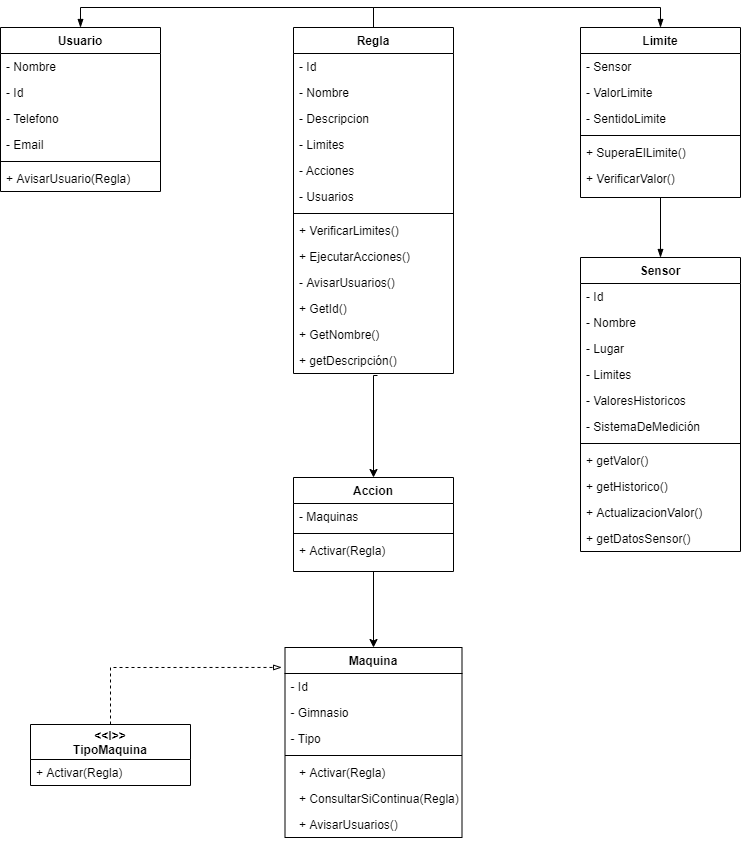 Usuario
- Nombre
- Id
- Telefono
- Email
+ AvisarUsuario(Regla)
Regla
- Id
- Nombre
- Descripcion
- Limites
- Acciones
- Usuarios
+ VerificarLimites()
+ EjecutarAcciones()
- AvisarUsuarios()
+ GetId()
+ GetNombre()
+ getDescripción()
Limite
- Sensor
- ValorLimite
- SentidoLimite
+ SuperaElLimite()
+ VerificarValor()
Sensor
- Id
- Nombre
- Lugar
- Limites
- ValoresHistoricos
- SistemaDeMedición
+ getValor()
+ getHistorico()
+ ActualizacionValor()
+ getDatosSensor()
Accion
- Maquinas
+ Activar(Regla)
Maquina
- Id
- Gimnasio
- Tipo
+ Activar(Regla)
+ ConsultarSiContinua(Regla)
+ AvisarUsuarios()
<<I>>
TipoMaquina
+ Activar(Regla)